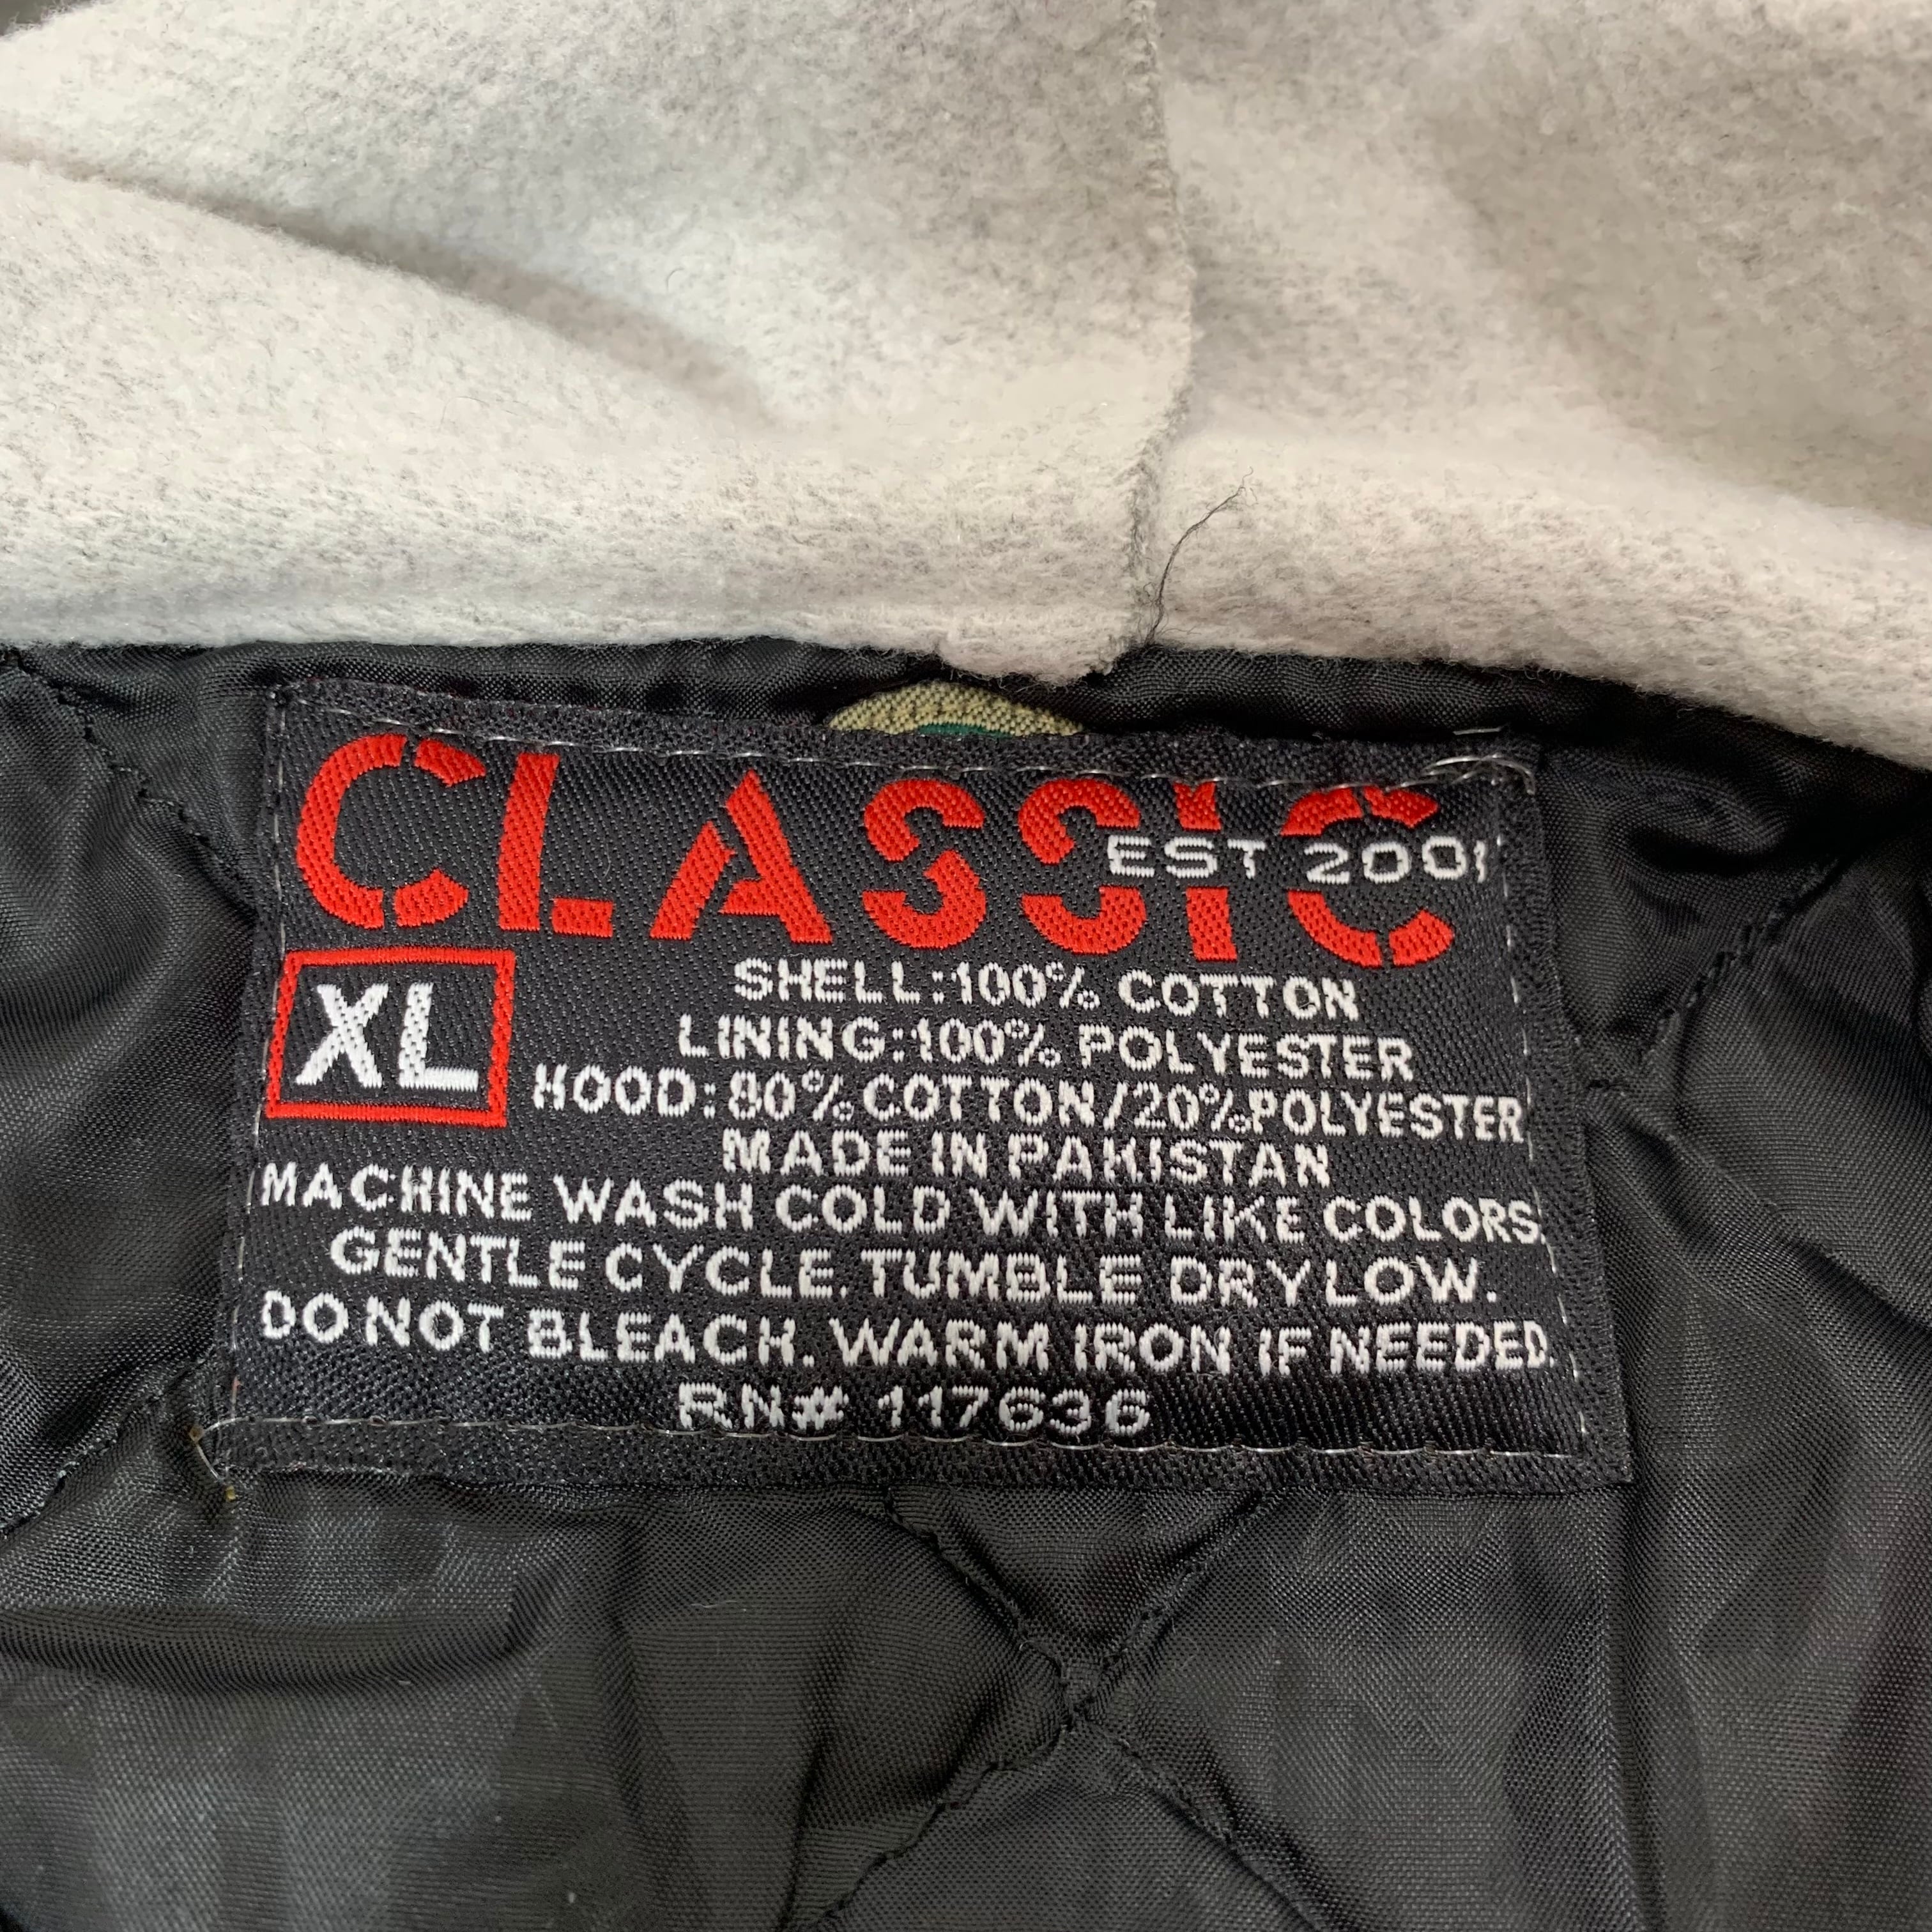 CLASSIC
EST 2001
XL
SHELL:100% COTTON
LINING:100% POLYESTER
HOOD: 80% COTTON/20%POLYESTER
MADE IN PAKISTAN
MACHINE WASH COLD WITH LIKE COLORS.
GENTLE CYCLE. TUMBLE DRY LOW.
DO NOT BLEACH. WARM IRON IF NEEDED.
RN# 117636